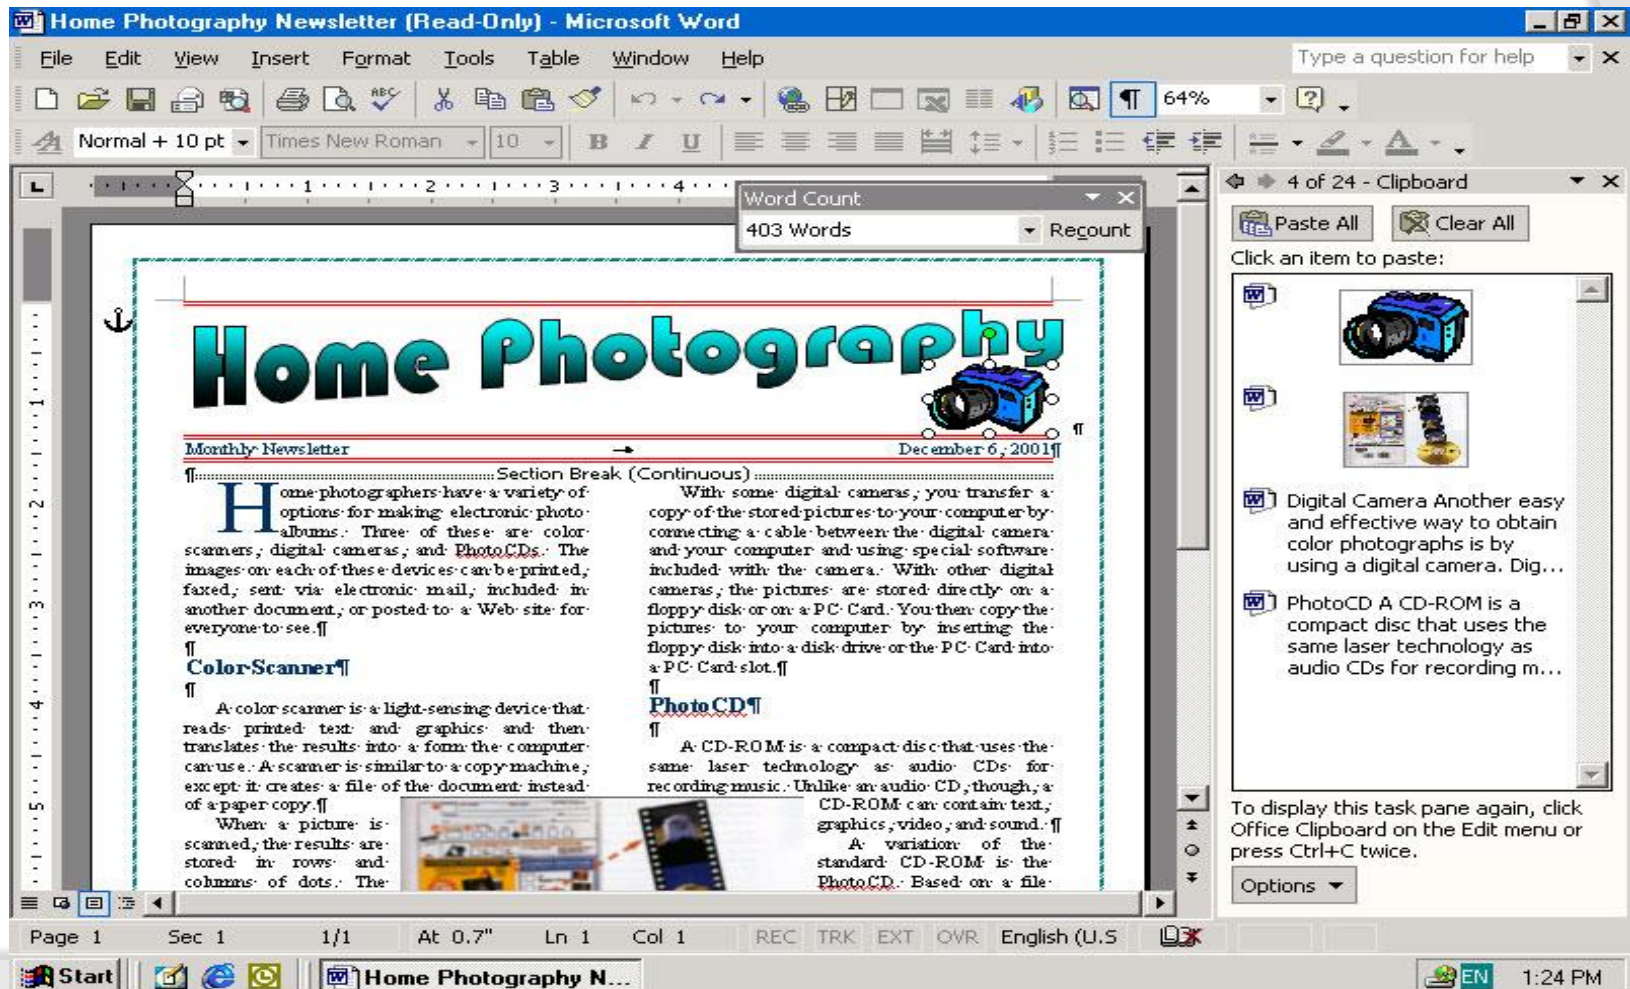 Home Photography Newsletter (Read-Only) - Microsoft Word
File Edit View Insert Format Tools Table Window Help
Type a question for help
64%
Normal + 10 pt Times New Roman 10 B I U
1 2 3 4
Word Count
403 Words Recount
4 of 24 - Clipboard
Paste All Clear All
Click an item to paste:
Digital Camera Another easy
and effective way to obtain
color photographs is by
using a digital camera. Dig...
PhotoCD A CD-ROM is a
compact disc that uses the
same laser technology as
audio CDs for recording m...
To display this task pane again, click
Office Clipboard on the Edit menu or
press Ctrl+C twice.
Options
Home Photography
Monthly Newsletter December 6, 2001¶
Section Break (Continuous)
Home photographers have a variety of
options for making electronic photo
albums. Three of these are color
scanners, digital cameras, and PhotoCDs. The
images on each of these devices can be printed,
faxed, sent via electronic mail, included in
another document, or posted to a Web site for
everyone to see.¶
Color Scanner¶
A color scanner is a light-sensing device that
reads printed text and graphics and then
translates the results into a form the computer
can use. A scanner is similar to a copy machine,
except it creates a file of the document instead
of a paper copy.¶
When a picture is
scanned, the results are
stored in rows and
columns of dots. The
With some digital cameras, you transfer a
copy of the stored pictures to your computer by
connecting a cable between the digital camera
and your computer and using special software
included with the camera. With other digital
cameras, the pictures are stored directly on a
floppy disk or on a PC Card. You then copy the
pictures to your computer by inserting the
floppy disk into a disk drive or the PC Card into
a PC Card slot.¶
PhotoCD¶
A CD-ROM is a compact disc that uses the
same laser technology as audio CDs for
recording music. Unlike an audio CD, though, a
CD-ROM can contain text,
graphics, video, and sound. ¶
A variation of the
standard CD-ROM is the
PhotoCD. Based on a file
Page 1 Sec 1 1/1 At 0.7" Ln 1 Col 1 REC TRK EXT OVR English (U.S
Start Home Photography N... EN 1:24 PM